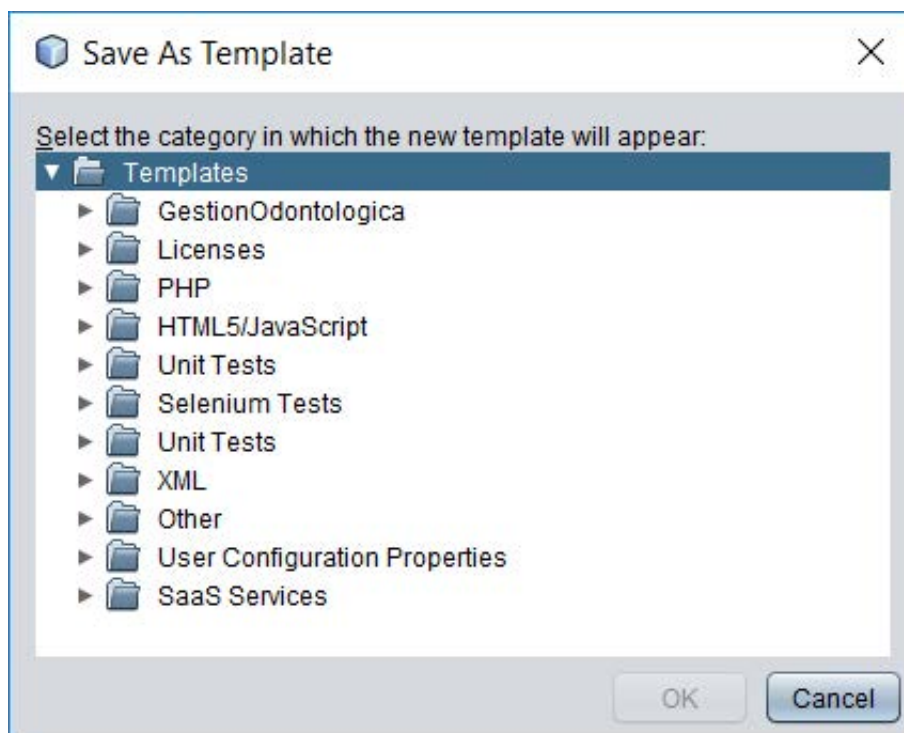 Save As Template
Select the category in which the new template will appear:
Templates
GestionOdontologica
Licenses
PHP
HTML5/JavaScript
Unit Tests
Selenium Tests
Unit Tests
XML
Other
User Configuration Properties
SaaS Services
OK
Cancel